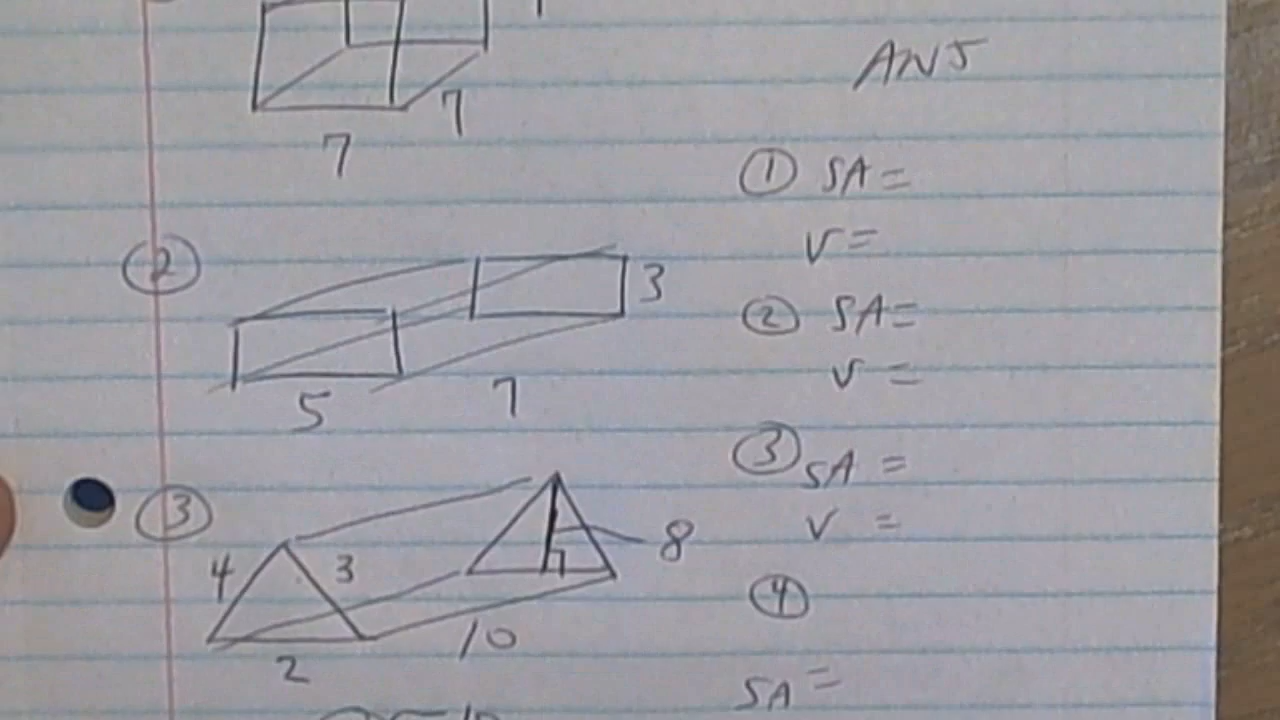 ANS
7
7
① SA =
V =
②
3
② SA =
V =
5
7
③ SA =
V =
③
4
3
8
2
10
④
SA =